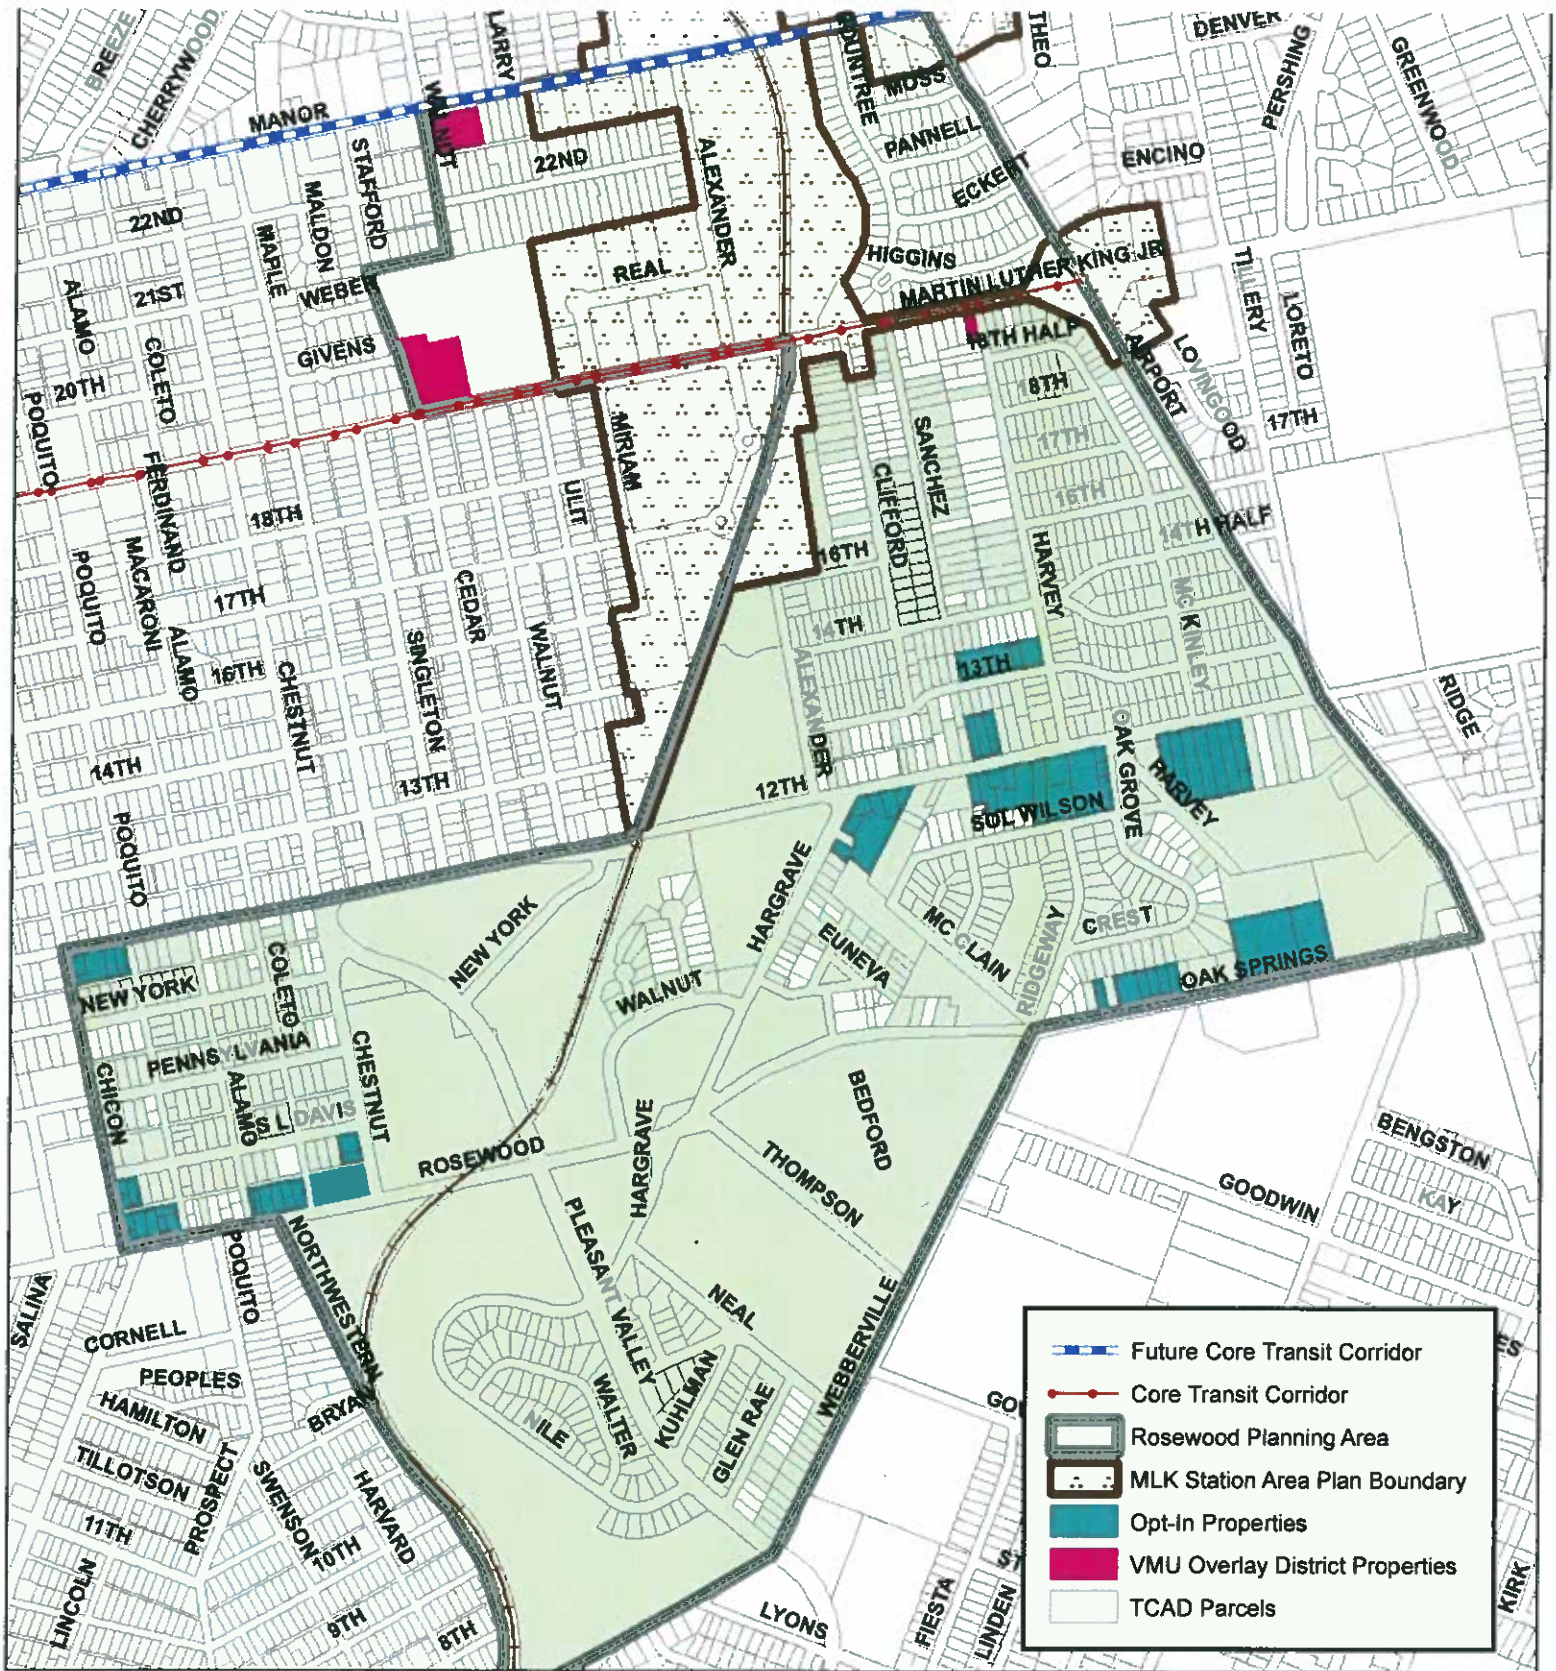 BREEZE
CHERRYWOOD
LARRY
ROUNTREE
THEO
DENVER
PERSHING
GREENWOOD
MANOR
WALNUT
MOSS
PANNELL
ENCINO
STAFFORD
22ND
ALEXANDER
ECKERT
22ND
MALDON
MAPLE
HIGGINS
REAL
MARTIN LUTHER KING JR
TILLERY
LORETO
ALAMO
21ST
WEBER
COLETO
GIVENS
18TH HALF
AIRPORT
LOVINGOOD
20TH
8TH
17TH
POQUITO
MIRIAM
SANCHEZ
17TH
FERDINAND
CLIFFORD
ULIT
16TH
18TH
14TH HALF
MACARONI
POQUITO
16TH
HARVEY
17TH
CEDAR
MC KINLEY
ALAMO
SINGLETON
WALNUT
14TH
16TH
CHESTNUT
ALEXANDER
13TH
RIDGE
14TH
13TH
12TH
OAK GROVE
HARVEY
SOL WILSON
POQUITO
HARGRAVE
NEW YORK
COLETO
EUNEVA
MC CLAIN
CREST
RIDGEWAY
OAK SPRINGS
NEW YORK
WALNUT
PENNSYLVANIA
CHESTNUT
CHICON
ALAMO
S L DAVIS
BEDFORD
HARGRAVE
ROSEWOOD
THOMPSON
BENGSTON
KAY
GOODWIN
PLEASANT VALLEY
NORTHWESTERN
POQUITO
SALINA
CORNELL
NEAL
WEBBERVILLE
PEOPLES
HAMILTON
BRYAN
WALTER
KUHLMAN
GLEN RAE
NILE
TILLOTSON
PROSPECT
SWENSON
HARVARD
11TH
10TH
LINCOLN
9TH
8TH
LYONS
FIESTA
LINDEN
KIRK
Future Core Transit Corridor
Core Transit Corridor
Rosewood Planning Area
MLK Station Area Plan Boundary
Opt-In Properties
VMU Overlay District Properties
TCAD Parcels